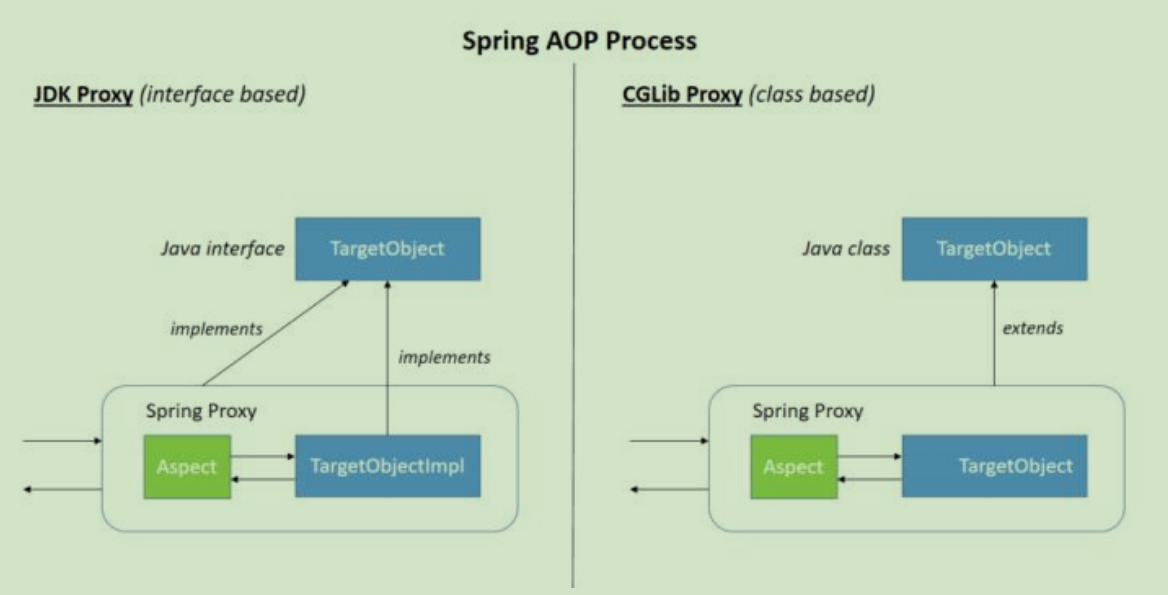 Spring AOP Process
JDK Proxy (interface based)
Java interface
TargetObject
implements
implements
Spring Proxy
Aspect
TargetObjectImpl
CGLib Proxy (class based)
Java class
TargetObject
extends
Spring Proxy
Aspect
TargetObject